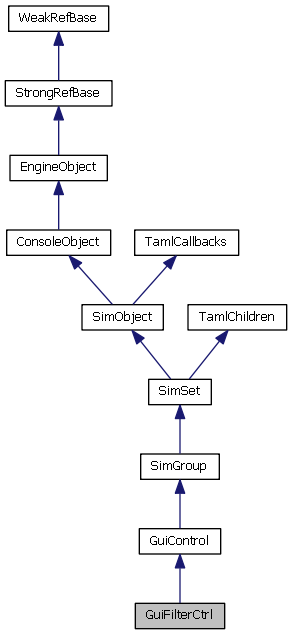 WeakRefBase
StrongRefBase
EngineObject
ConsoleObject
TamlCallbacks
SimObject
TamlChildren
SimSet
SimGroup
GuiControl
GuiFilterCtrl